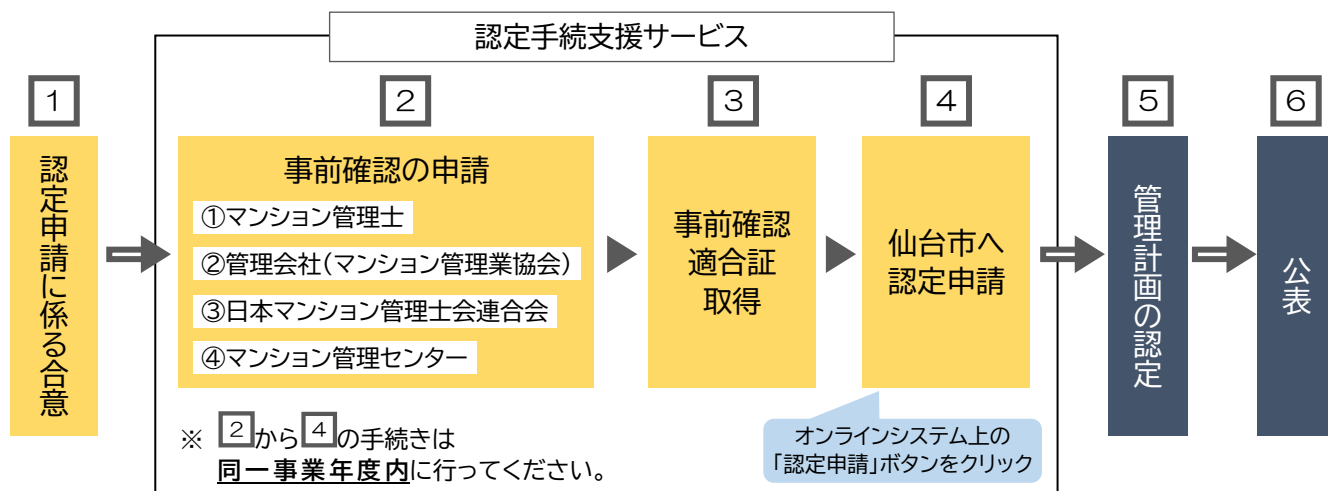 認定手続支援サービス
1
認定申請に係る合意
2
事前確認の申請
①マンション管理士
②管理会社(マンション管理業協会)
③日本マンション管理士会連合会
④マンション管理センター
3
事前確認
適合証
取得
4
仙台市へ
認定申請
5
管理計画の認定
6
公表
※ 2から4の手続きは
同一事業年度内に行ってください。
オンラインシステム上の
「認定申請」ボタンをクリック